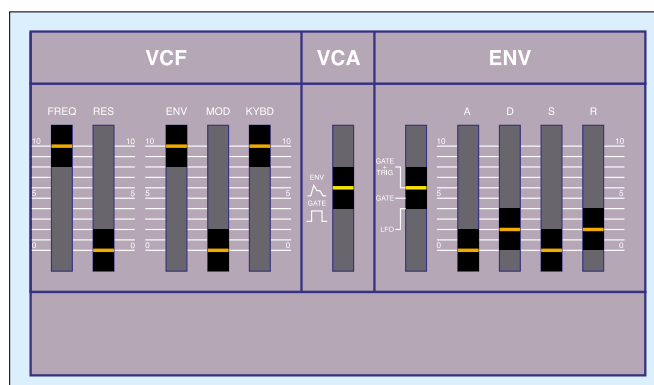 VCF VCA ENV
FREQ RES ENV MOD KYBD A D S R
10 10 10 10 10
GATE
+
TRIG
ENV
5 5 5 5 5
GATE
GATE
LFO
0 0 0 0 0